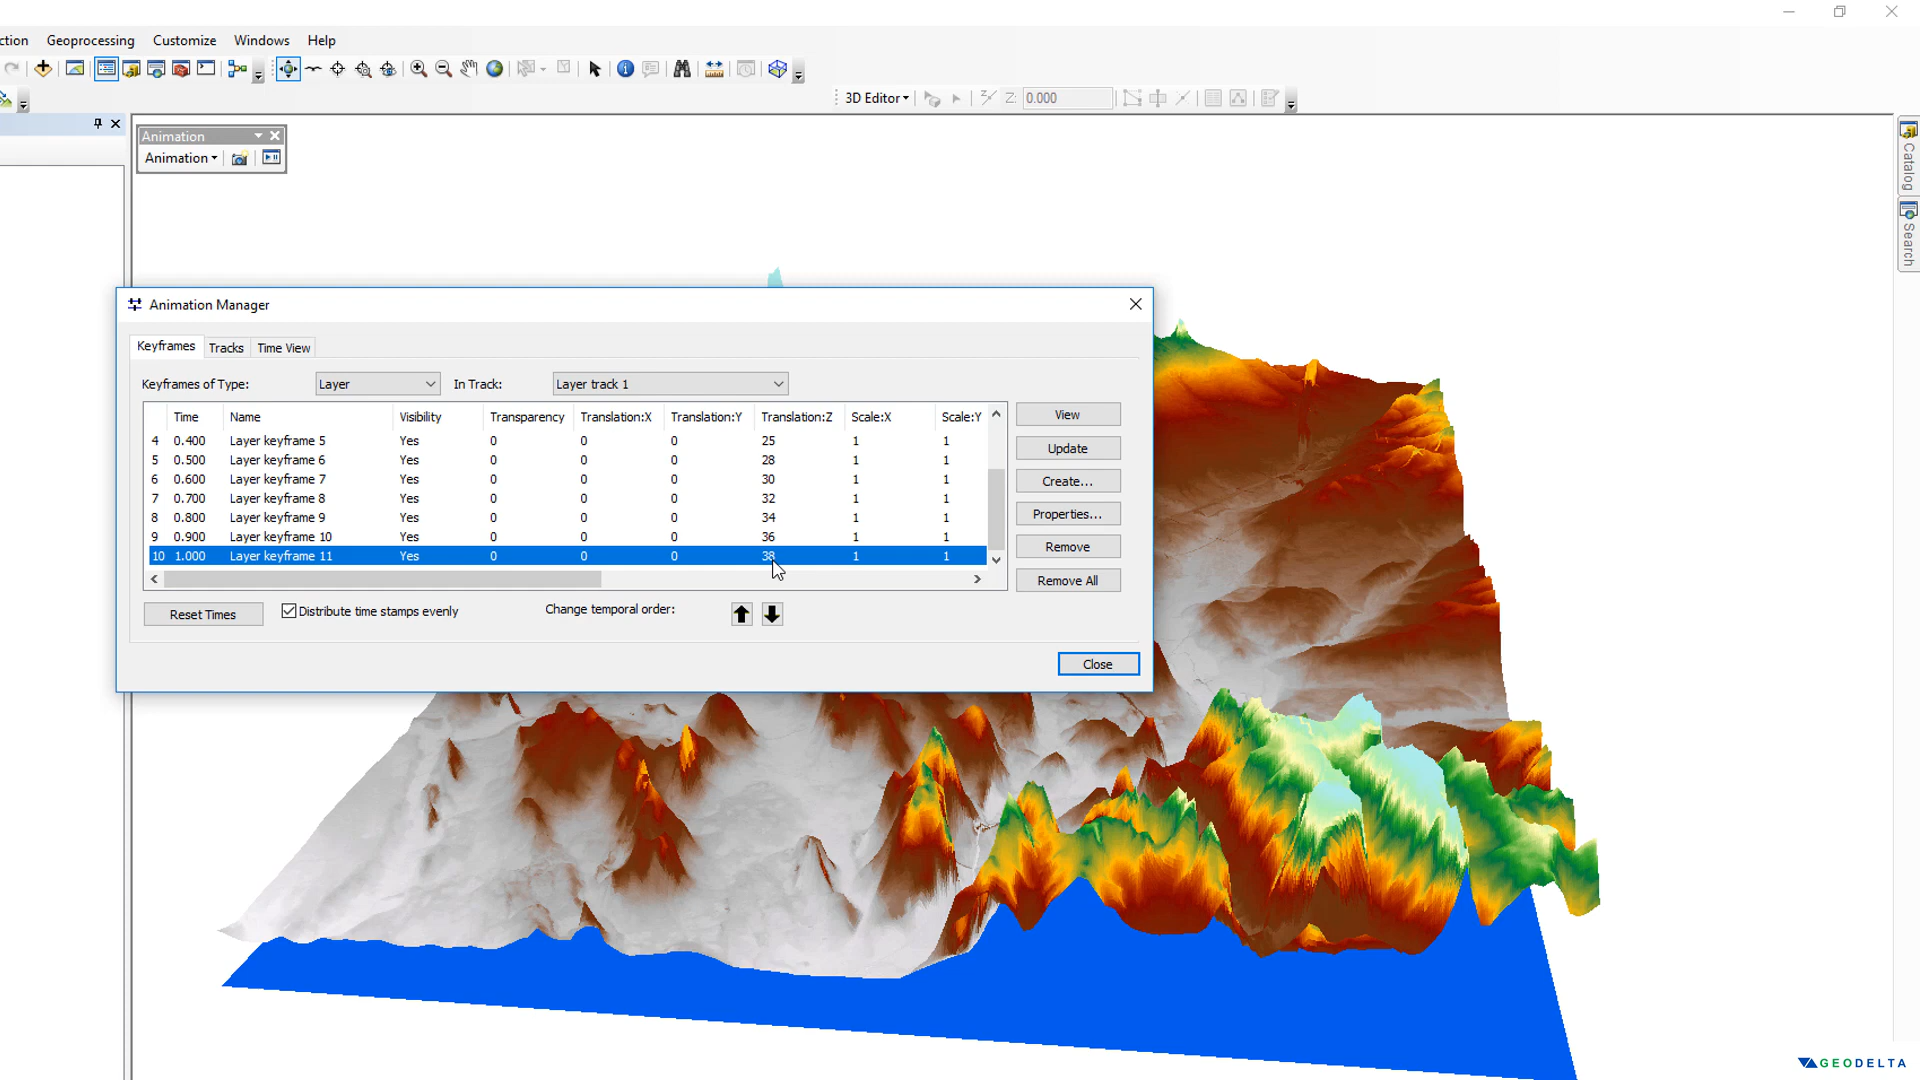 ction Geoprocessing Customize Windows Help
3D Editor Z: 0.000
Animation
Animation
Catalog
Search
Animation Manager
Keyframes Tracks Time View
Keyframes of Type: Layer In Track: Layer track 1
Time Name Visibility Transparency Translation:X Translation:Y Translation:Z Scale:X Scale:Y
4 0.400 Layer keyframe 5 Yes 0 0 0 25 1 1
5 0.500 Layer keyframe 6 Yes 0 0 0 28 1 1
6 0.600 Layer keyframe 7 Yes 0 0 0 30 1 1
7 0.700 Layer keyframe 8 Yes 0 0 0 32 1 1
8 0.800 Layer keyframe 9 Yes 0 0 0 34 1 1
9 0.900 Layer keyframe 10 Yes 0 0 0 36 1 1
10 1.000 Layer keyframe 11 Yes 0 0 0 38 1 1
View
Update
Create...
Properties...
Remove
Remove All
Reset Times Distribute time stamps evenly Change temporal order:
Close
GEODELTA